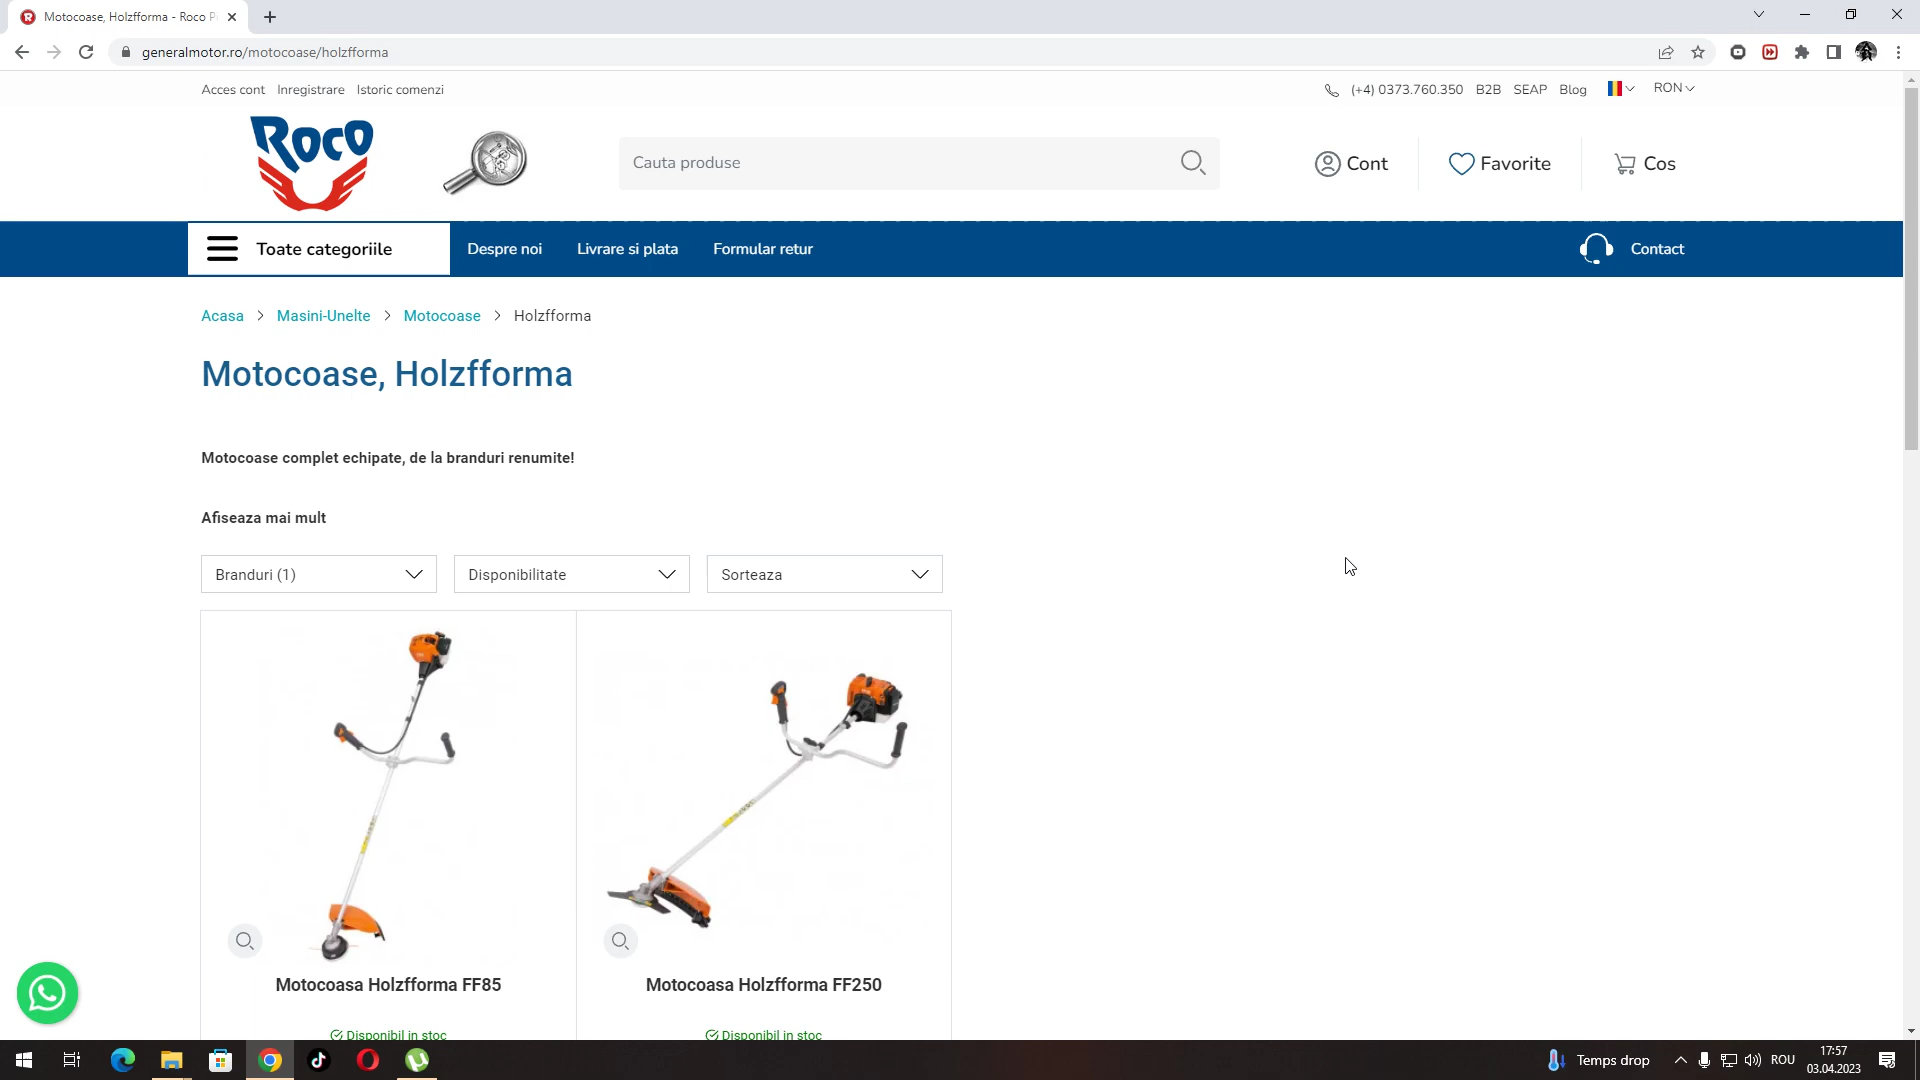 Motocoase, Holzfforma - Roco P
generalmotor.ro/motocoase/holzfforma
Acces cont Inregistrare Istoric comenzi
(+4) 0373.760.350 B2B SEAP Blog RON
ROCO
Cauta produse
Cont Favorite Cos
Toate categoriile Despre noi Livrare si plata Formular retur Contact
Acasa > Masini-Unelte > Motocoase > Holzfforma
Motocoase, Holzfforma
Motocoase complet echipate, de la branduri renumite!
Afiseaza mai mult
Branduri (1) Disponibilitate Sorteaza
Motocoasa Holzfforma FF85 Motocoasa Holzfforma FF250
Disponibil in stoc Disponibil in stoc
Temps drop ROU 17:57
03.04.2023